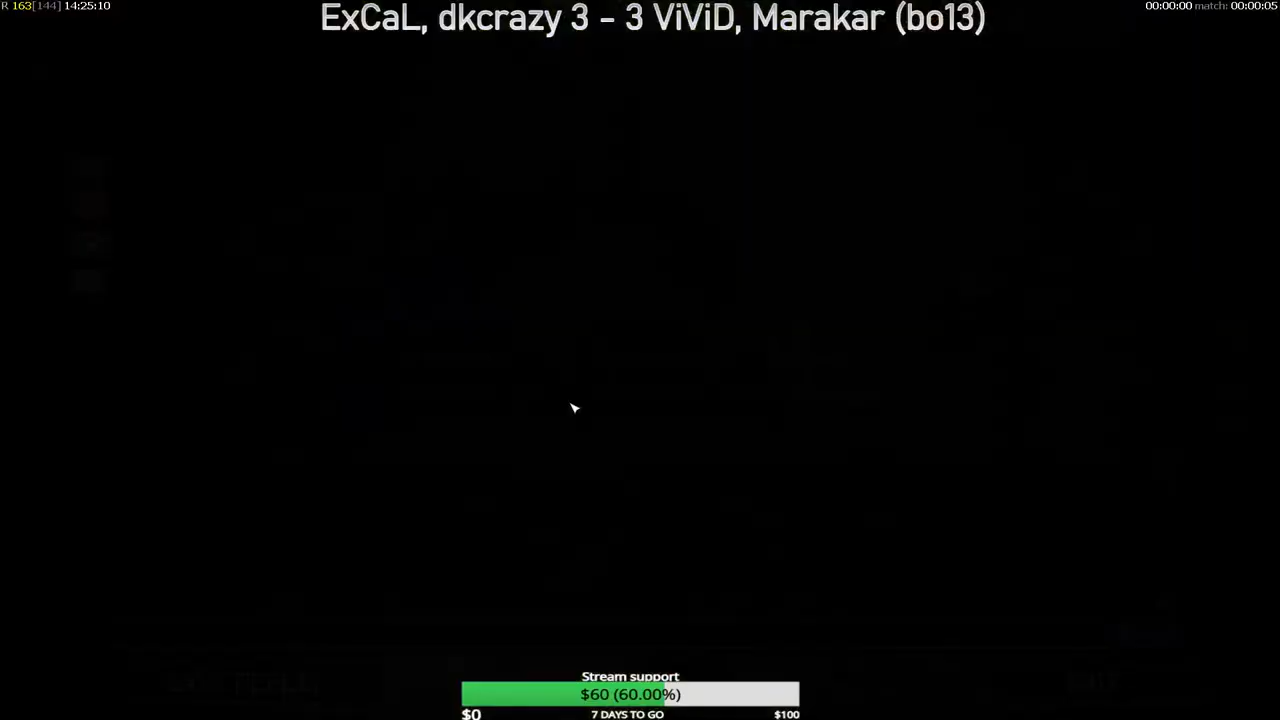 R 163[144] 14:25:10
ExCaL, dkcrazy 3 - 3 ViViD, Marakar (bo13)
00:00:00 match: 00:00:05
Stream support
$60 (60.00%)
$0 7 DAYS TO GO $100